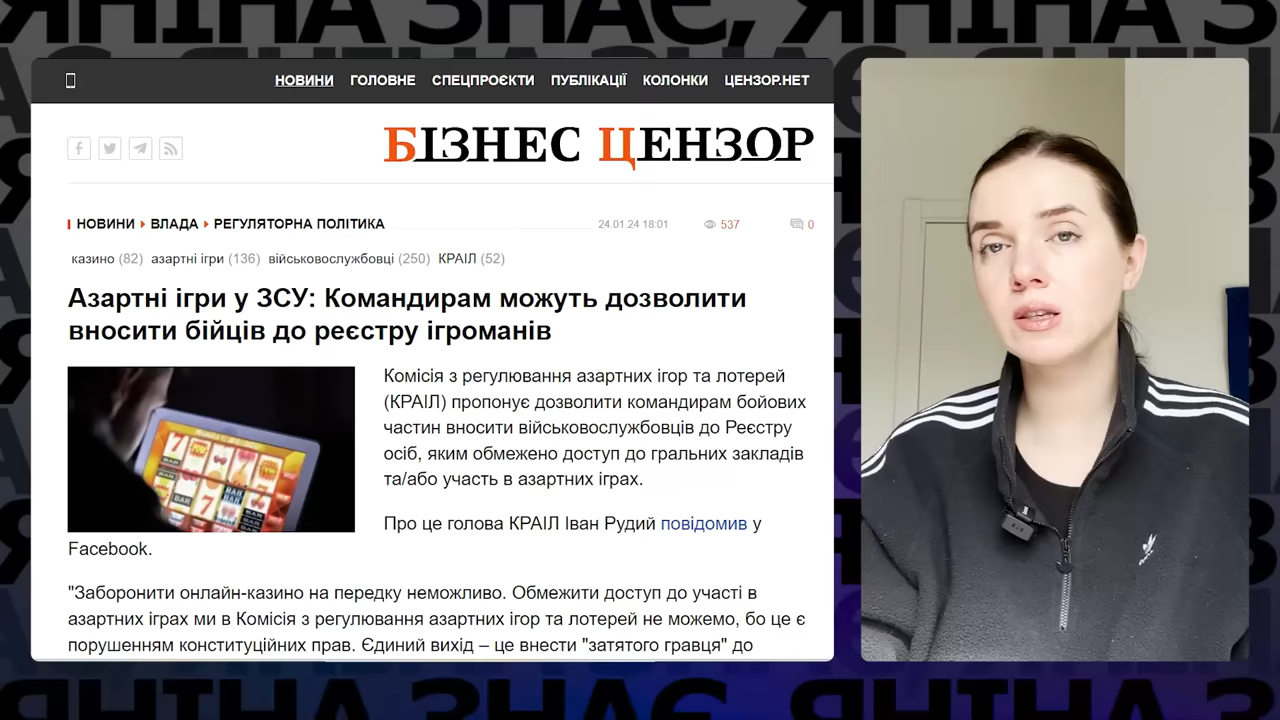 ЯНІНА ЗНАЄ, ЯНІНА З
НОВИНИ ГОЛОВНЕ СПЕЦПРОЄКТИ ПУБЛІКАЦІЇ КОЛОНКИ ЦЕНЗОР.НЕТ
БІЗНЕС ЦЕНЗОР
НОВИНИ ВЛАДА РЕГУЛЯТОРНА ПОЛІТИКА 24.01.24 18:01 537 0
казино (82) азартні ігри (136) військовослужбовці (250) КРАІЛ (52)
Азартні ігри у ЗСУ: Командирам можуть дозволити
вносити бійців до реєстру ігроманів
Комісія з регулювання азартних ігор та лотерей
(КРАІЛ) пропонує дозволити командирам бойових
частин вносити військовослужбовців до Реєстру
осіб, яким обмежено доступ до гральних закладів
та/або участь в азартних іграх.
Про це голова КРАІЛ Іван Рудий повідомив у
Facebook.
"Заборонити онлайн-казино на передку неможливо. Обмежити доступ до участі в
азартних іграх ми в Комісія з регулювання азартних ігор та лотерей не можемо, бо це є
порушенням конституційних прав. Єдиний вихід – це внести "затятого гравця" до
ЯНІНА ЗНАЄ, ЯНІНА З